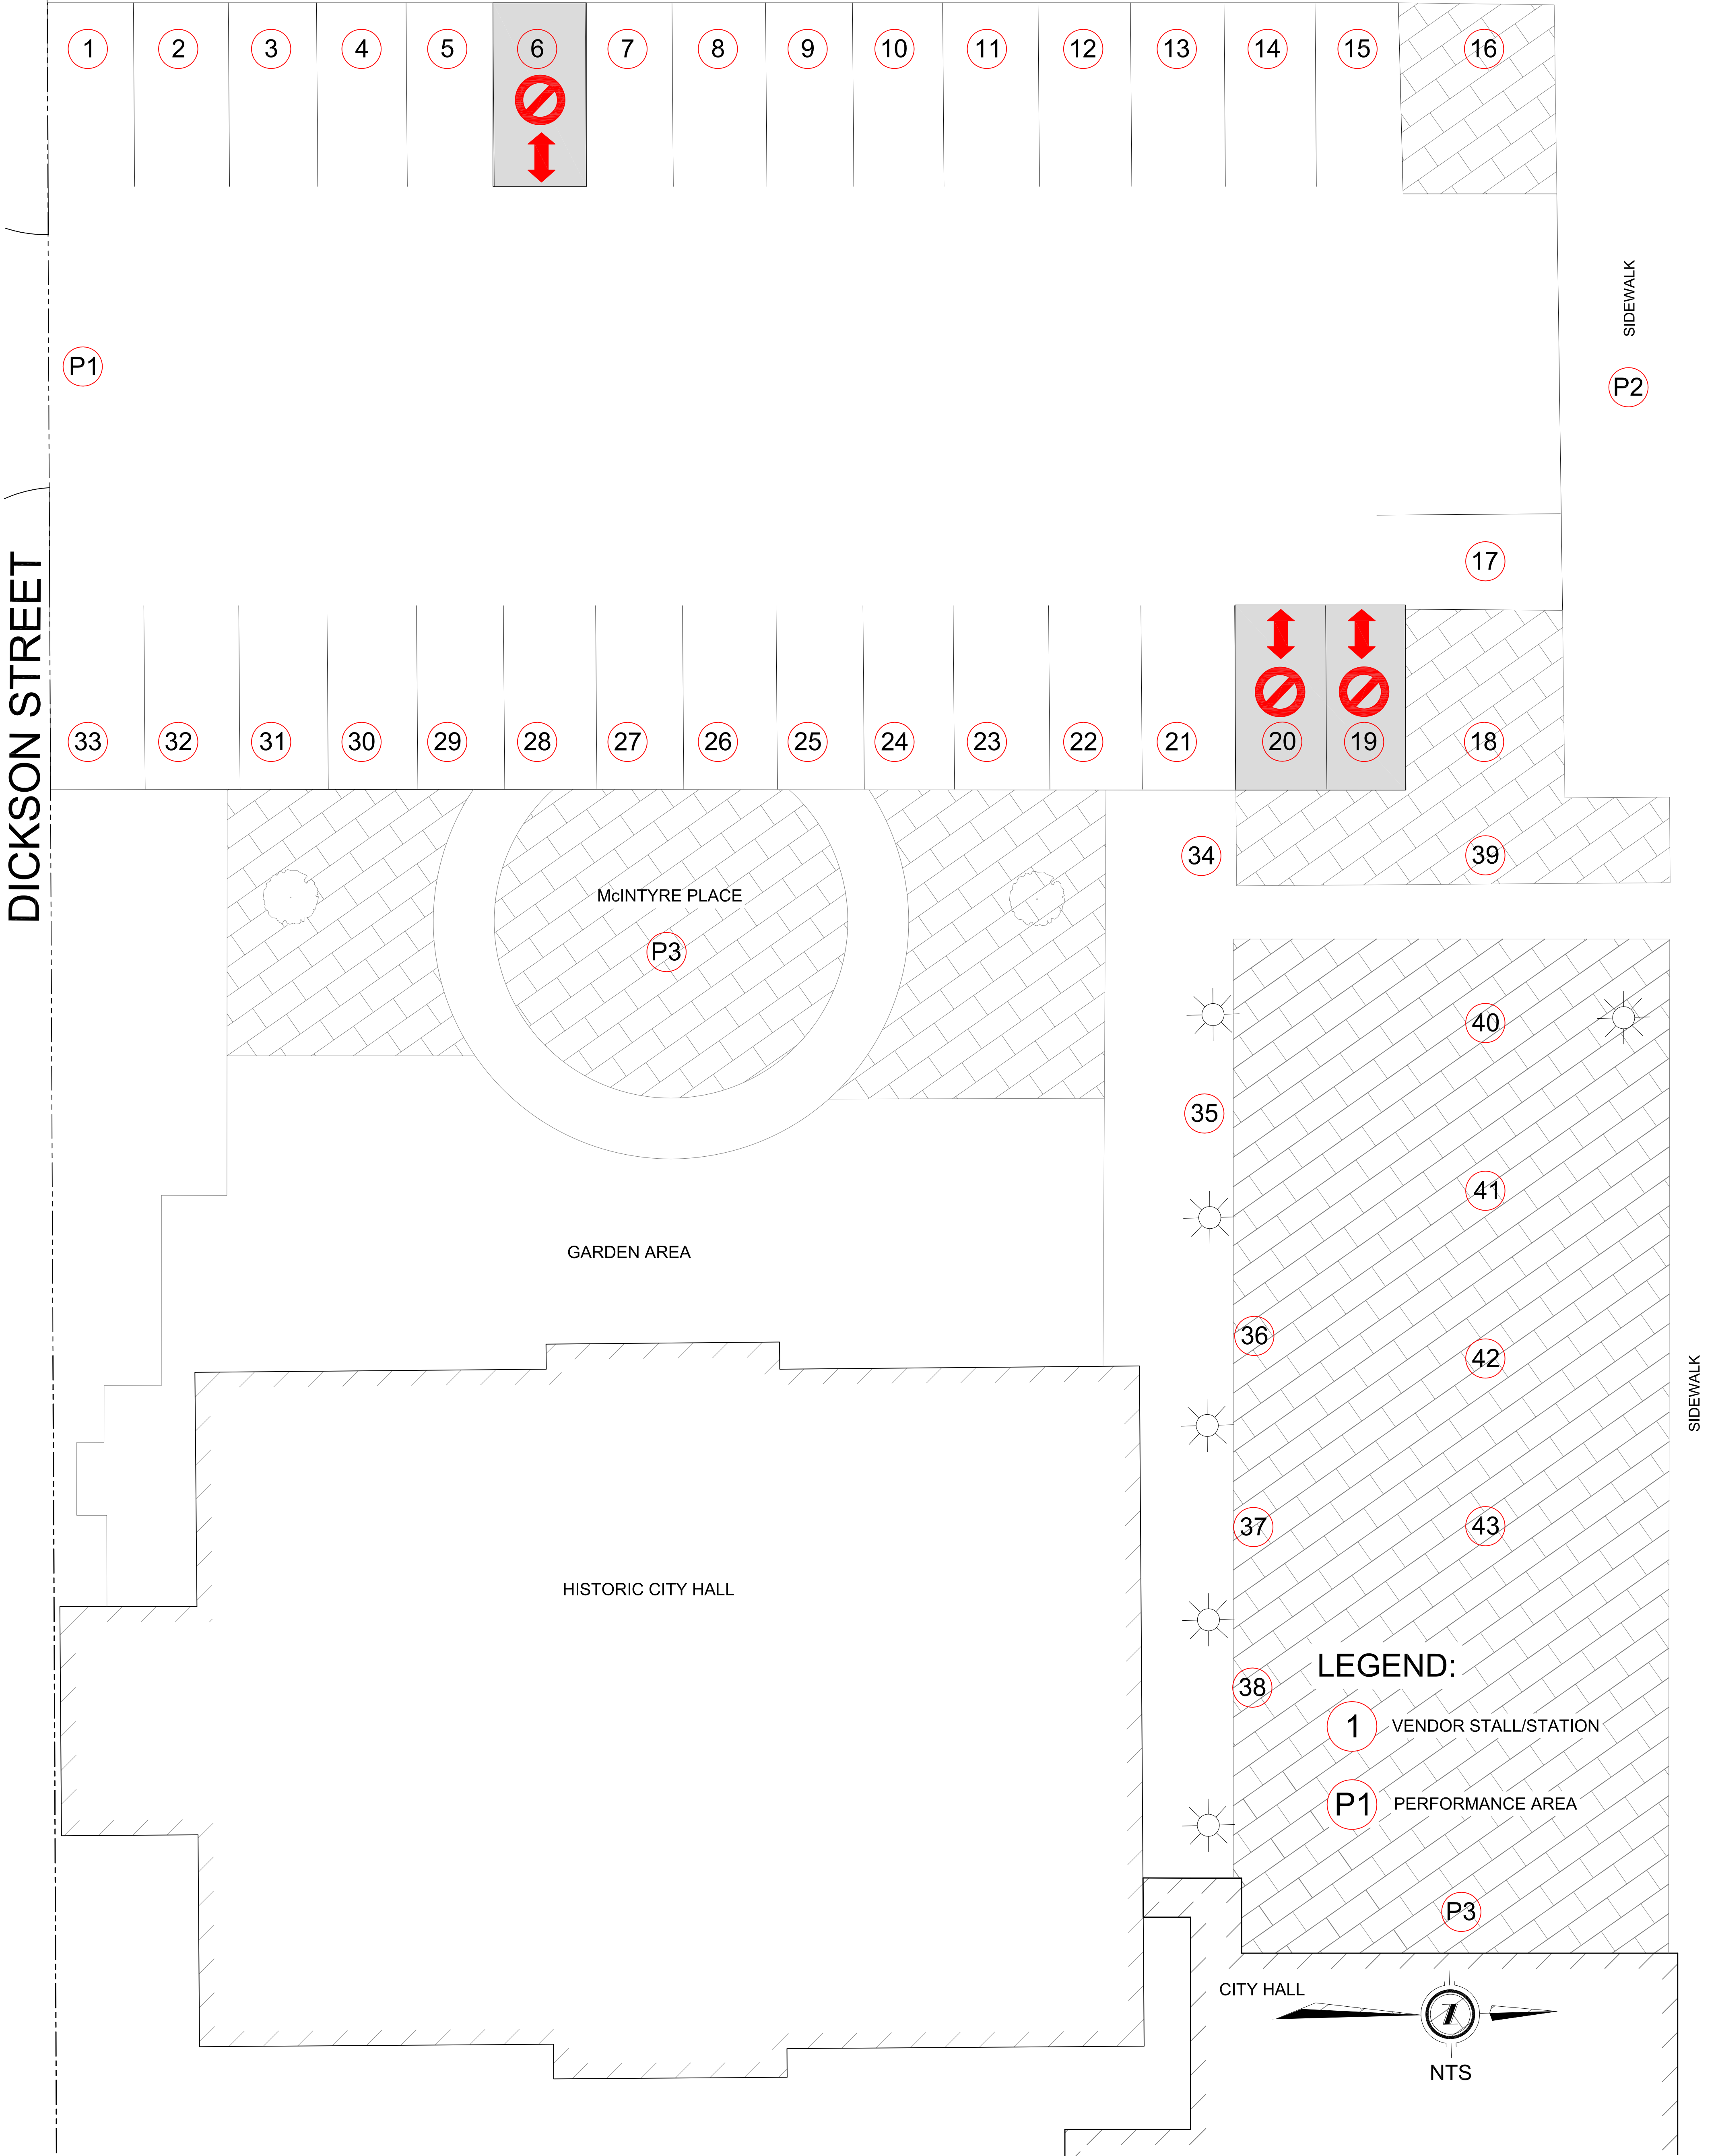 1 2 3 4 5 6 7 8 9 10 11 12 13 14 15 16
SIDEWALK
P1
P2
DICKSON STREET
17
33 32 31 30 29 28 27 26 25 24 23 22 21 20 19 18
34
39
McINTYRE PLACE
P3
40
35
41
GARDEN AREA
36
42
SIDEWALK
37
43
HISTORIC CITY HALL
38
LEGEND:
1 VENDOR STALL/STATION
P1 PERFORMANCE AREA
P3
CITY HALL
Z
NTS